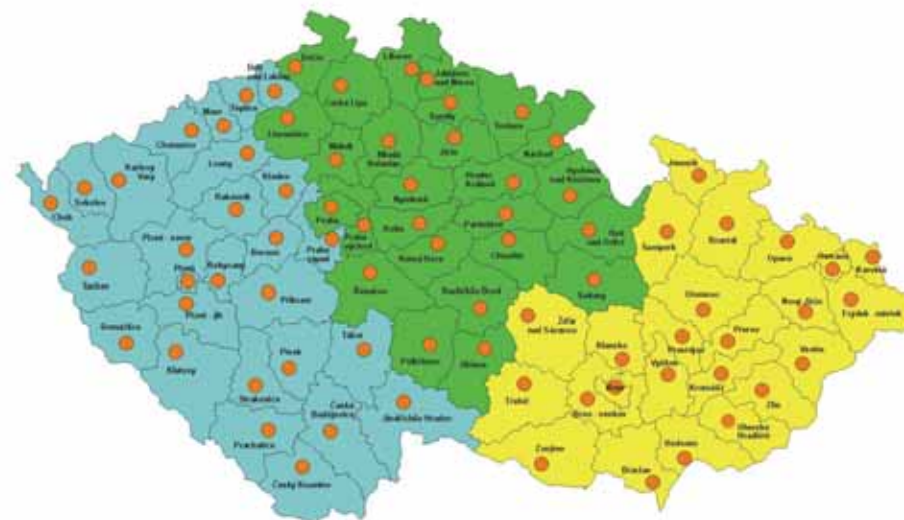 Děčín
Liberec
Ústí
nad Labem
Jablonec
nad Nisou
Teplice
Česká Lípa
Most
Semily
Chomutov
Litoměřice
Trutnov
Louny
Mělník
Mladá
Boleslav
Jičín
Náchod
Jeseník
Karlovy
Vary
Kladno
Hradec
Králové
Rychnov
nad Kněžnou
Sokolov
Rakovník
Nymburk
Cheb
Praha
Pardubice
Plzeň - sever
Beroun
Praha
západ
Praha
východ
Kolín
Ústí
nad Orlicí
Šumperk
Bruntál
Kutná Hora
Chrudim
Opava
Ostrava
Karviná
Tachov
Plzeň
Rokycany
Příbram
Benešov
Havlíčkův Brod
Svitavy
Olomouc
Nový Jičín
Frýdek - místek
Plzeň - jih
Domažlice
Klatovy
Tábor
Pelhřimov
Jihlava
Žďár
nad Sázavou
Blansko
Prostějov
Přerov
Vsetín
Písek
Vyškov
Strakonice
České
Budějovice
Jindřichův Hradec
Třebíč
Brno
Brno - venkov
Kroměříž
Zlín
Prachatice
Uherské
Hradiště
Český Krumlov
Znojmo
Hodonín
Břeclav